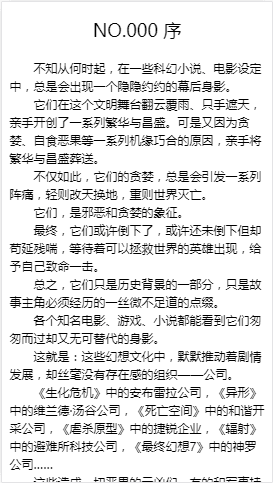 NO.000 序
不知从何时起，在一些科幻小说、电影设定
中，总是会出现一个隐隐约约的幕后身影。
它们在这个文明舞台翻云覆雨、只手遮天，
亲手开创了一系列繁华与昌盛。可是又因为贪
婪、自食恶果等一系列机缘巧合的原因，亲手将
繁华与昌盛葬送。
不仅如此，它们的贪婪，总是会引发一系列
阵痛，轻则改天换地，重则世界灭亡。
它们，是邪恶和贪婪的象征。
最终，它们或许倒下了，或许还未倒下但却
苟延残喘，等待着可以拯救世界的英雄出现，给
予自己致命一击。
总之，它们只是历史背景的一部分，只是故
事主角必须经历的一丝微不足道的点缀。
各个知名电影、游戏、小说都能看到它们匆
匆而过却又无可替代的身影。
这就是：这些幻想文化中，默默推动着剧情
发展，却丝毫没有存在感的组织——公司。
《生化危机》中的安布雷拉公司，《异形》
中的维兰德·汤谷公司，《死亡空间》中的和谐开
采公司，《虐杀原型》中的捷锐企业，《辐射》
中的避难所科技公司，《最终幻想7》中的神罗
公司……